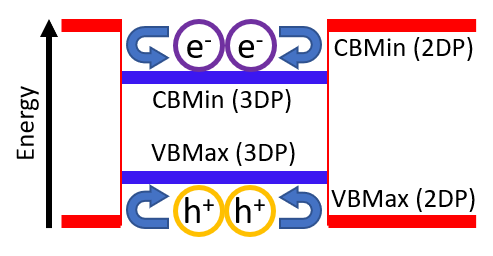 e- e-
CBMin (2DP)
CBMin (3DP)
Energy
VBMax (3DP)
VBMax (2DP)
h+ h+